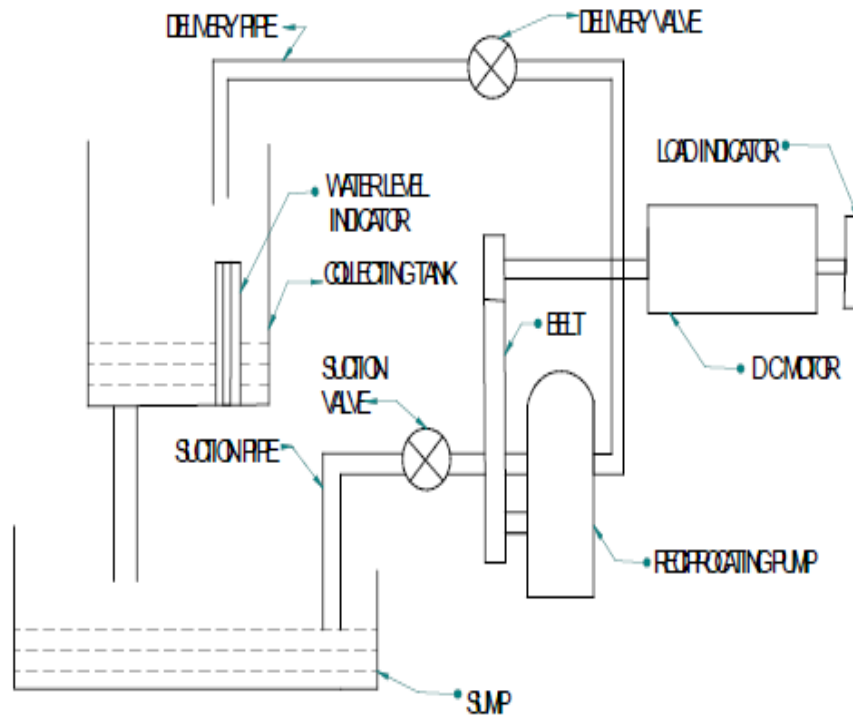 DELIVERY PIPE
DELIVERY VALVE
LOAD INDICATOR
WATER LEVEL
INDICATOR
COLLECTING TANK
BELT
SUCTION
VALVE
D C MOTOR
SUCTION PIPE
RECIPROCATING PUMP
SUMP